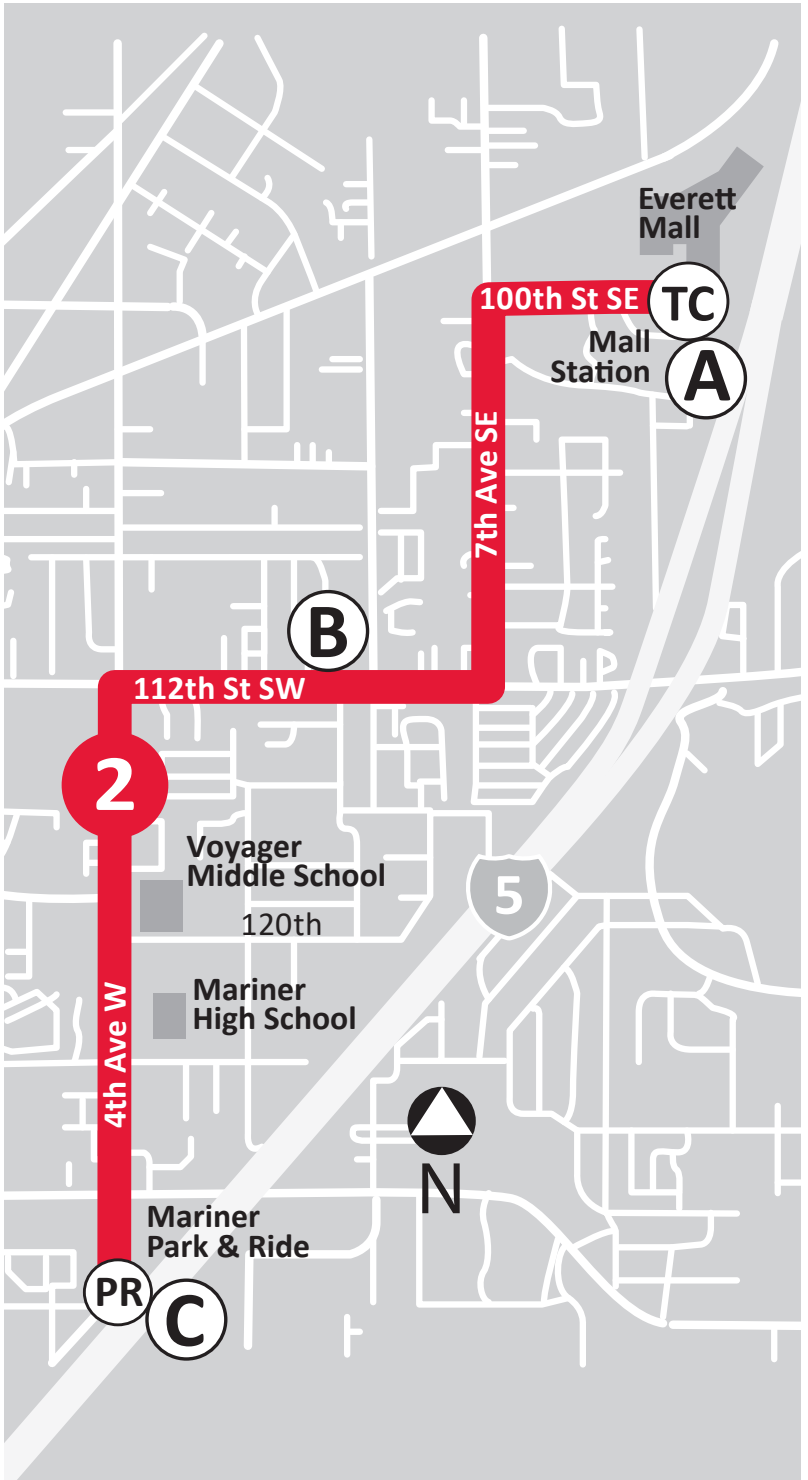 Everett
Mall
100th St SE
TC
Mall
Station
A
7th Ave SE
B
112th St SW
2
Voyager
Middle School
120th
5
Mariner
High School
4th Ave W
N
Mariner
Park & Ride
PR
C